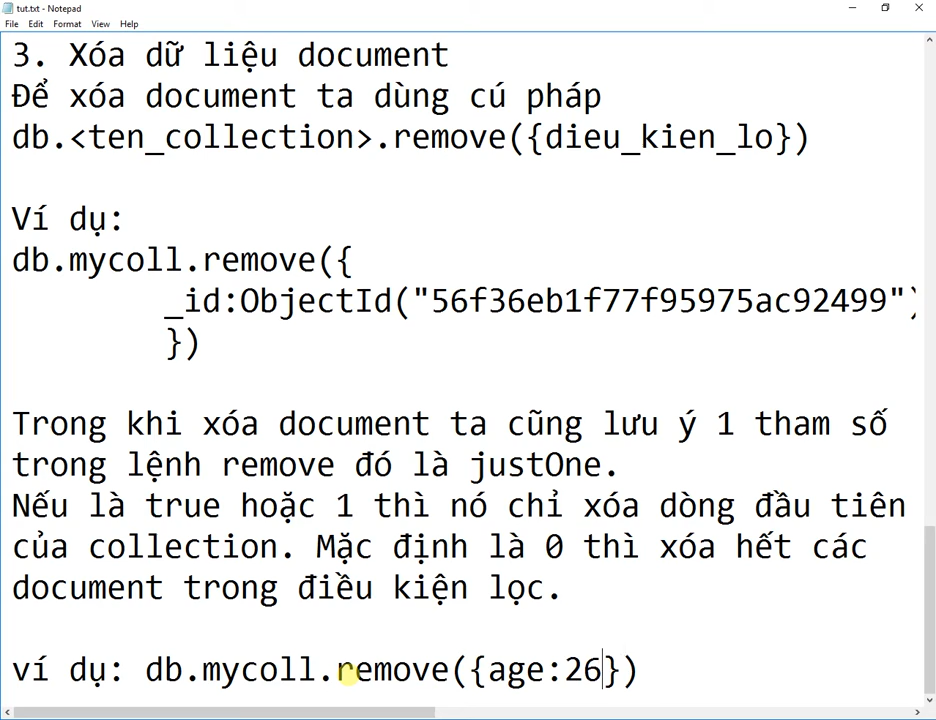 tut.txt - Notepad
File Edit Format View Help
3. Xóa dữ liệu document
Để xóa document ta dùng cú pháp
db.<ten_collection>.remove({dieu_kien_lo})
Ví dụ:
db.mycoll.remove({
_id:ObjectId("56f36eb1f77f95975ac92499")
})
Trong khi xóa document ta cũng lưu ý 1 tham số
trong lệnh remove đó là justOne.
Nếu là true hoặc 1 thì nó chỉ xóa dòng đầu tiên
của collection. Mặc định là 0 thì xóa hết các
document trong điều kiện lọc.
ví dụ: db.mycoll.remove({age:26})